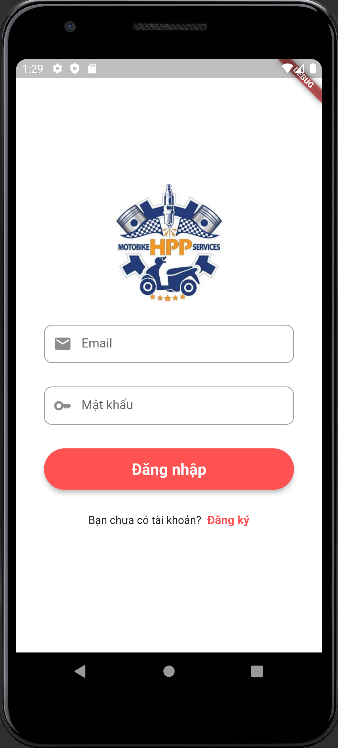 1:29
DEBUG
MOTOBIKE HPP SERVICES
Email
Mật khẩu
Đăng nhập
Bạn chưa có tài khoản? Đăng ký